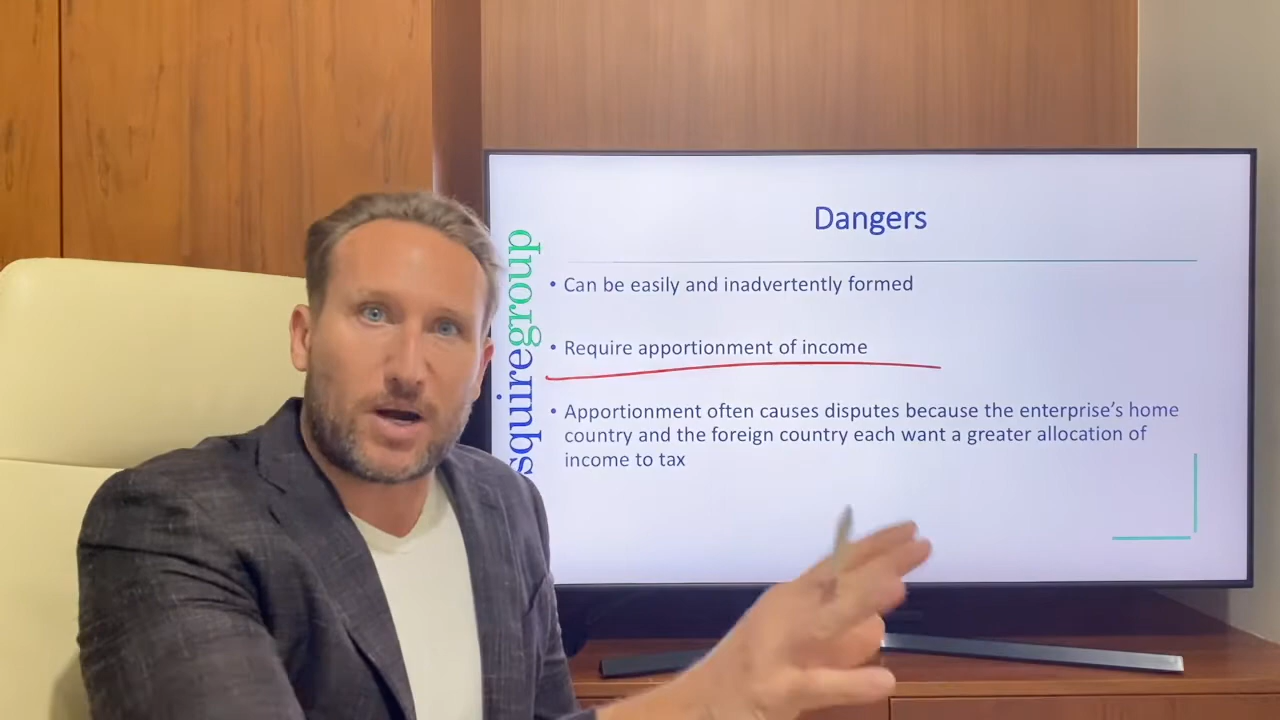 Dangers
• Can be easily and inadvertently formed
• Require apportionment of income
• Apportionment often causes disputes because the enterprise's home
country and the foreign country each want a greater allocation of
income to tax
squiregroup